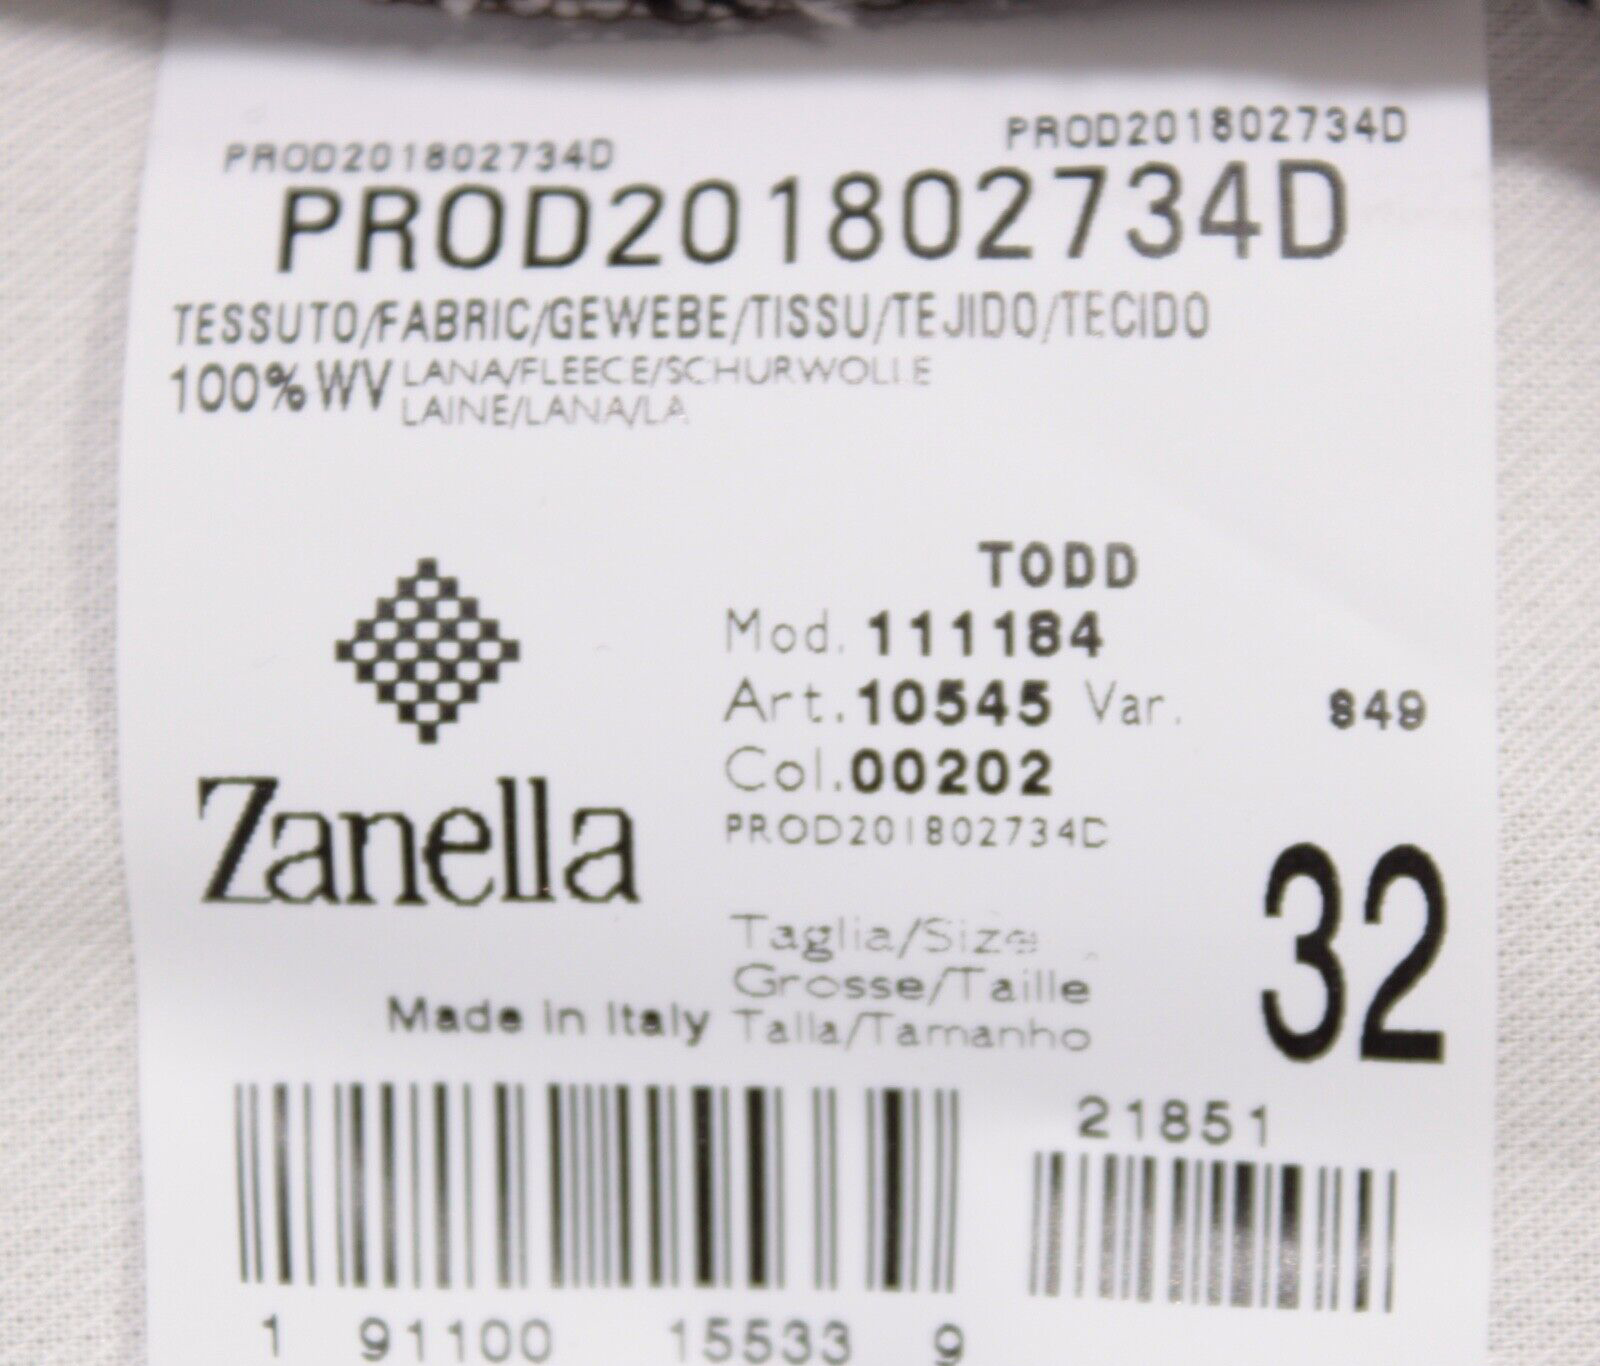 PROD201802734D
PROD201802734D
PROD201802734D
TESSUTO/FABRIC/GEWEBE/TISSU/TEJIDO/TECIDO
100% WV LANA/FLEECE/SCHURWOLLE
LAINE/LANA/LA
TODD
Mod. 111184
Art. 10545 Var. 849
Col. 00202
PROD201802734D
Zanella
32
Taglia/Size
Grosse/Taille
Made in Italy Talla/Tamanho
21851
1 91100 15533 9